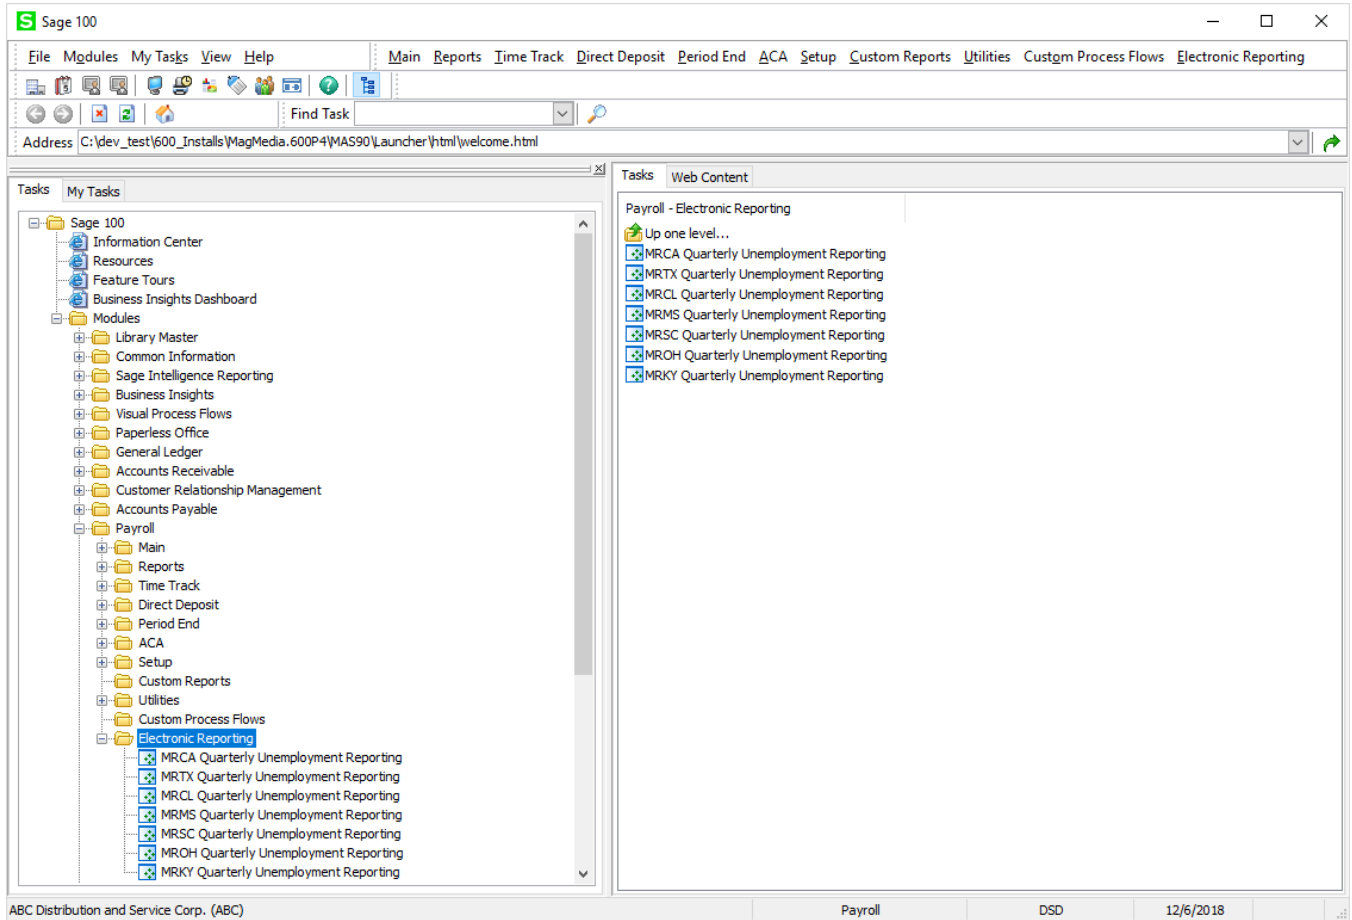 Sage 100
File Modules My Tasks View Help Main Reports Time Track Direct Deposit Period End ACA Setup Custom Reports Utilities Custom Process Flows Electronic Reporting
Find Task
Address C:\dev_test\600_Installs\MagMedia.600P4\MAS90\Launcher\html\welcome.html
Tasks My Tasks
Sage 100
Information Center
Resources
Feature Tours
Business Insights Dashboard
Modules
Library Master
Common Information
Sage Intelligence Reporting
Business Insights
Visual Process Flows
Paperless Office
General Ledger
Accounts Receivable
Customer Relationship Management
Accounts Payable
Payroll
Main
Reports
Time Track
Direct Deposit
Period End
ACA
Setup
Custom Reports
Utilities
Custom Process Flows
Electronic Reporting
MRCA Quarterly Unemployment Reporting
MRTX Quarterly Unemployment Reporting
MRCL Quarterly Unemployment Reporting
MRMS Quarterly Unemployment Reporting
MRSC Quarterly Unemployment Reporting
MROH Quarterly Unemployment Reporting
MRKY Quarterly Unemployment Reporting
Tasks Web Content
Payroll - Electronic Reporting
Up one level...
MRCA Quarterly Unemployment Reporting
MRTX Quarterly Unemployment Reporting
MRCL Quarterly Unemployment Reporting
MRMS Quarterly Unemployment Reporting
MRSC Quarterly Unemployment Reporting
MROH Quarterly Unemployment Reporting
MRKY Quarterly Unemployment Reporting
ABC Distribution and Service Corp. (ABC) Payroll DSD 12/6/2018